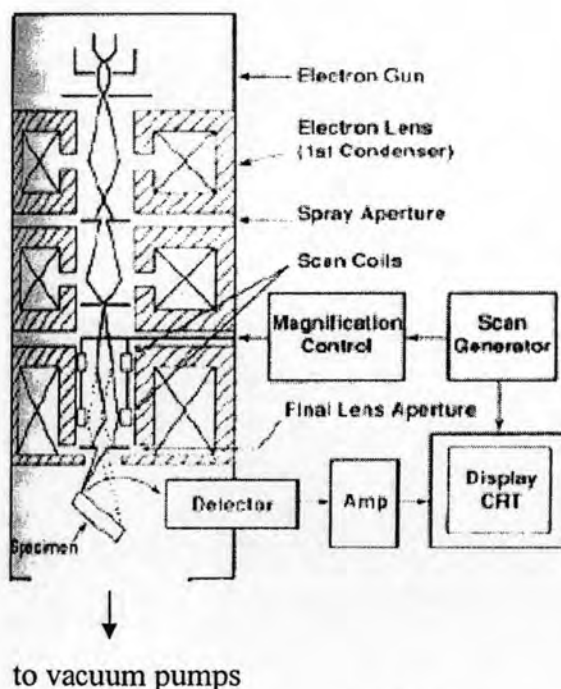 Electron Gun
Electron Lens
(1st Condenser)
Spray Aperture
Scan Coils
Magnification
Control
Scan
Generator
Final Lens Aperture
Detector
Amp
Display
CRT
Specimen
to vacuum pumps